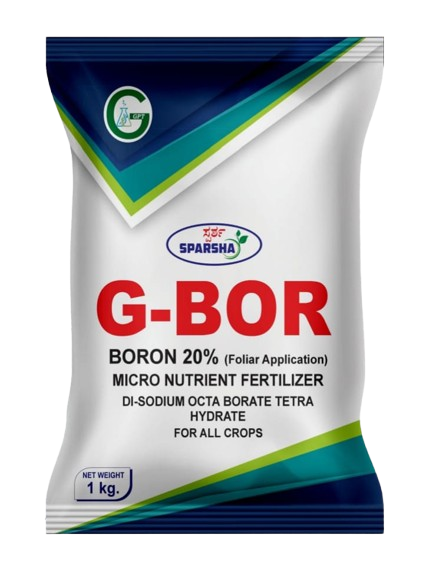 GPT
ಸ್ಪರ್ಶ
SPARSHA
G-BOR
BORON 20% (Foliar Application)
MICRO NUTRIENT FERTILIZER
DI-SODIUM OCTA BORATE TETRA
HYDRATE
FOR ALL CROPS
NET WEIGHT
1 kg.